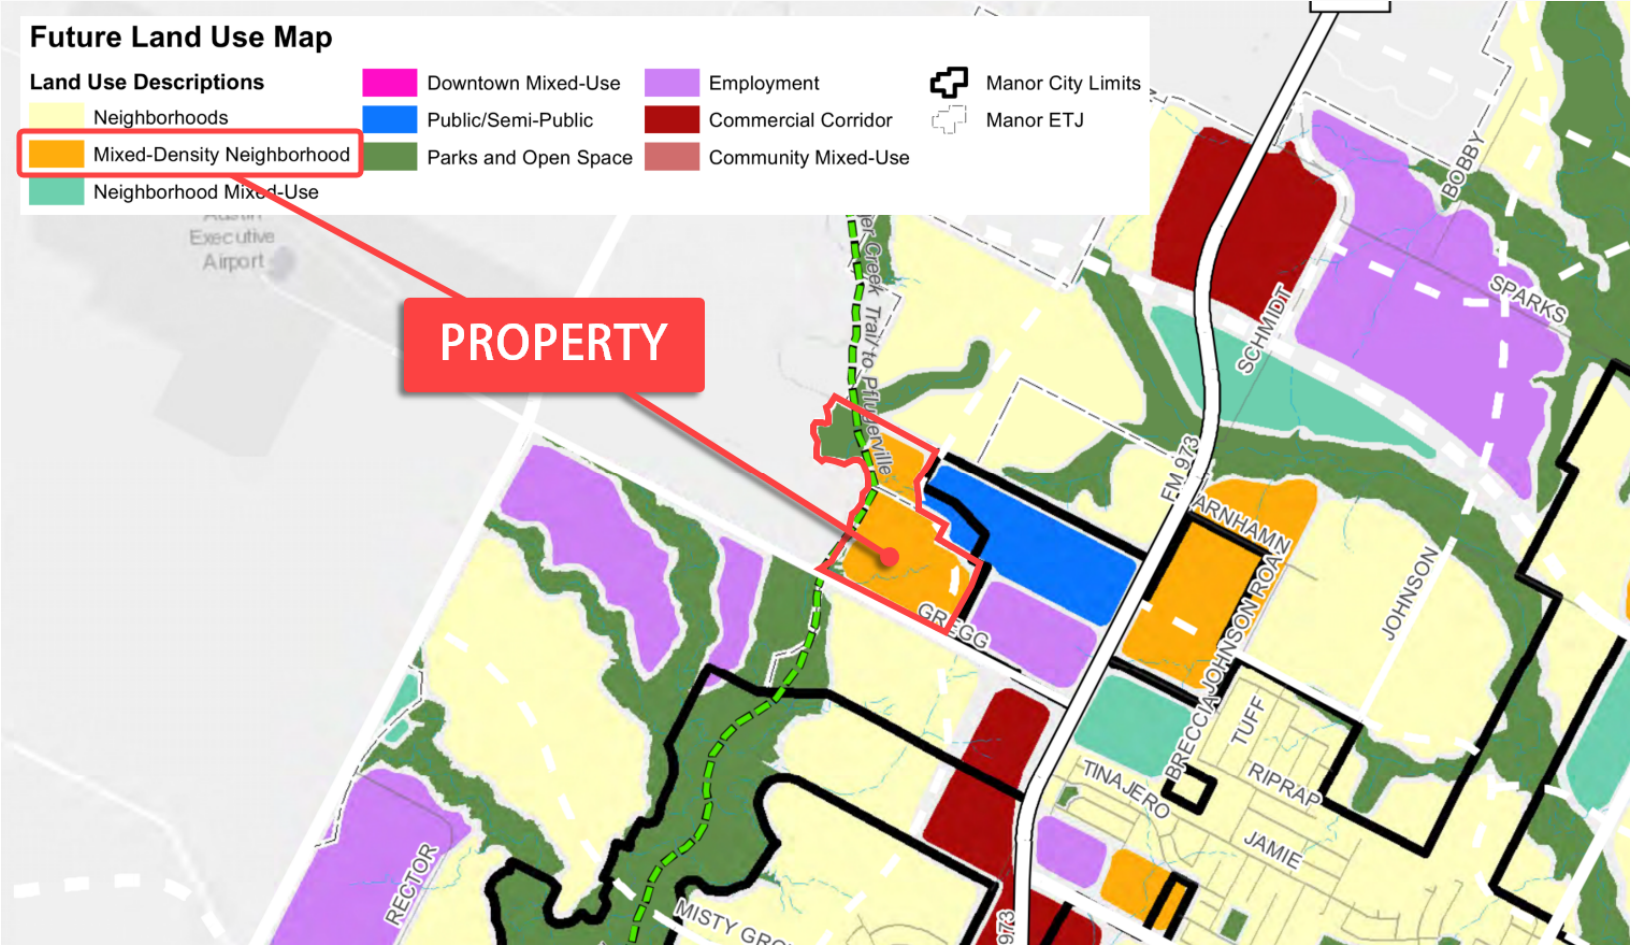 Future Land Use Map
Land Use Descriptions
Neighborhoods
Mixed-Density Neighborhood
Neighborhood Mixed-Use
Downtown Mixed-Use
Public/Semi-Public
Parks and Open Space
Employment
Commercial Corridor
Community Mixed-Use
Manor City Limits
Manor ETJ
Austin
Executive
Airport
PROPERTY
Creek Trail to Pflugerville
BOBBY
SPARKS
SCHMIDT
FM 973
ARNHAMN
JOHNSON ROA
JOHNSON
GREGG
BRECCIA
TUFF
RIPRAP
TINAJERO
JAMIE
RECTOR
MISTY GRO
973